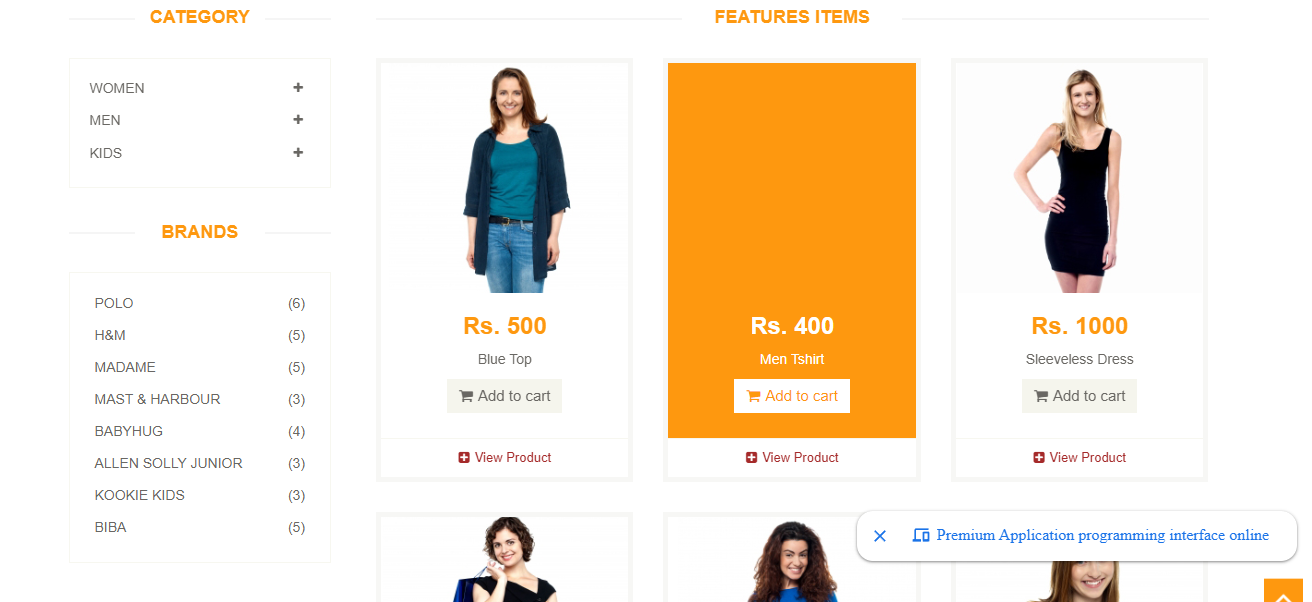 CATEGORY
WOMEN
MEN
KIDS
BRANDS
POLO (6)
H&M (5)
MADAME (5)
MAST & HARBOUR (3)
BABYHUG (4)
ALLEN SOLLY JUNIOR (3)
KOOKIE KIDS (3)
BIBA (5)
FEATURES ITEMS
Rs. 500
Blue Top
Add to cart
View Product
Rs. 400
Men Tshirt
Add to cart
View Product
Rs. 1000
Sleeveless Dress
Add to cart
View Product
Premium Application programming interface online